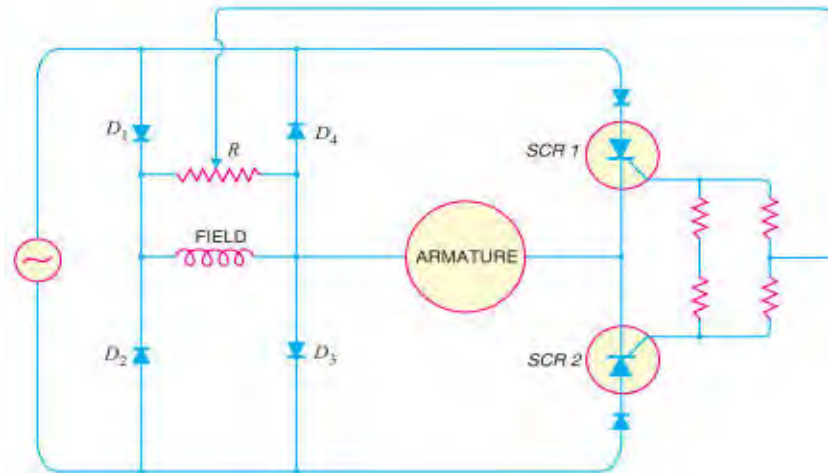 D1
R
D4
SCR 1
FIELD
ARMATURE
D2
D3
SCR 2